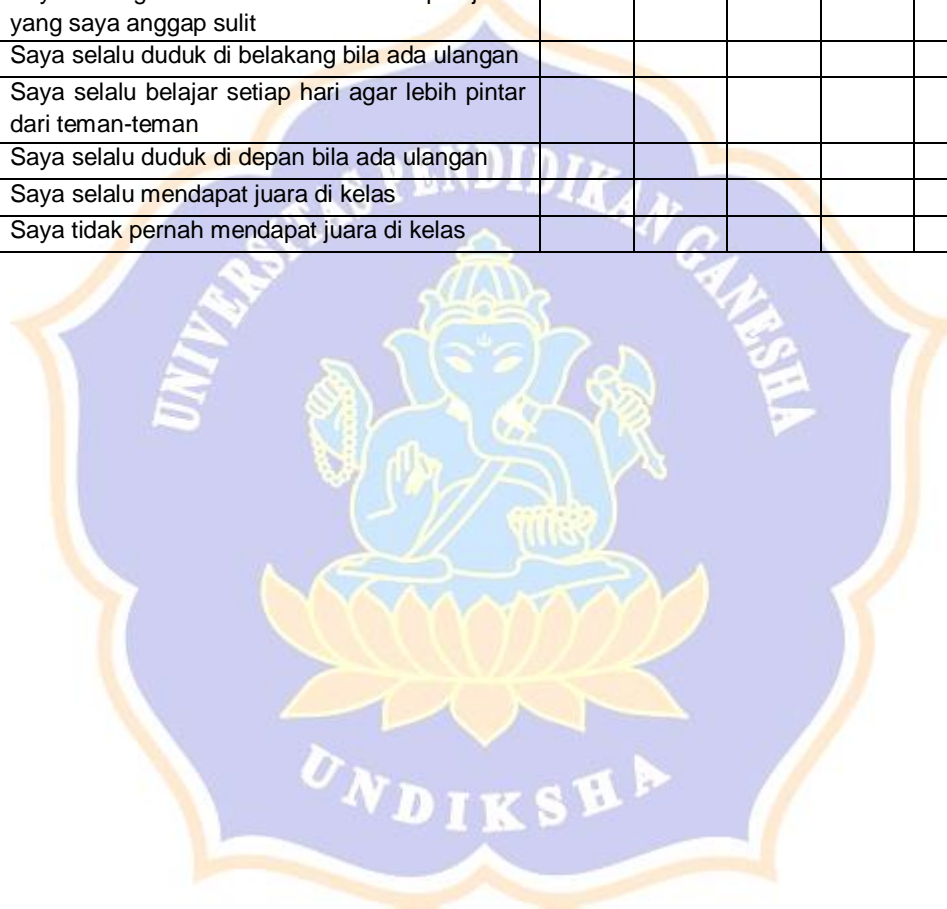 yang saya anggap sulit
Saya selalu duduk di belakang bila ada ulangan
Saya selalu belajar setiap hari agar lebih pintar
dari teman-teman
Saya selalu duduk di depan bila ada ulangan
Saya selalu mendapat juara di kelas
Saya tidak pernah mendapat juara di kelas
UNIVERSITAS PENDIDIKAN GANESHA
UNDIKSHA